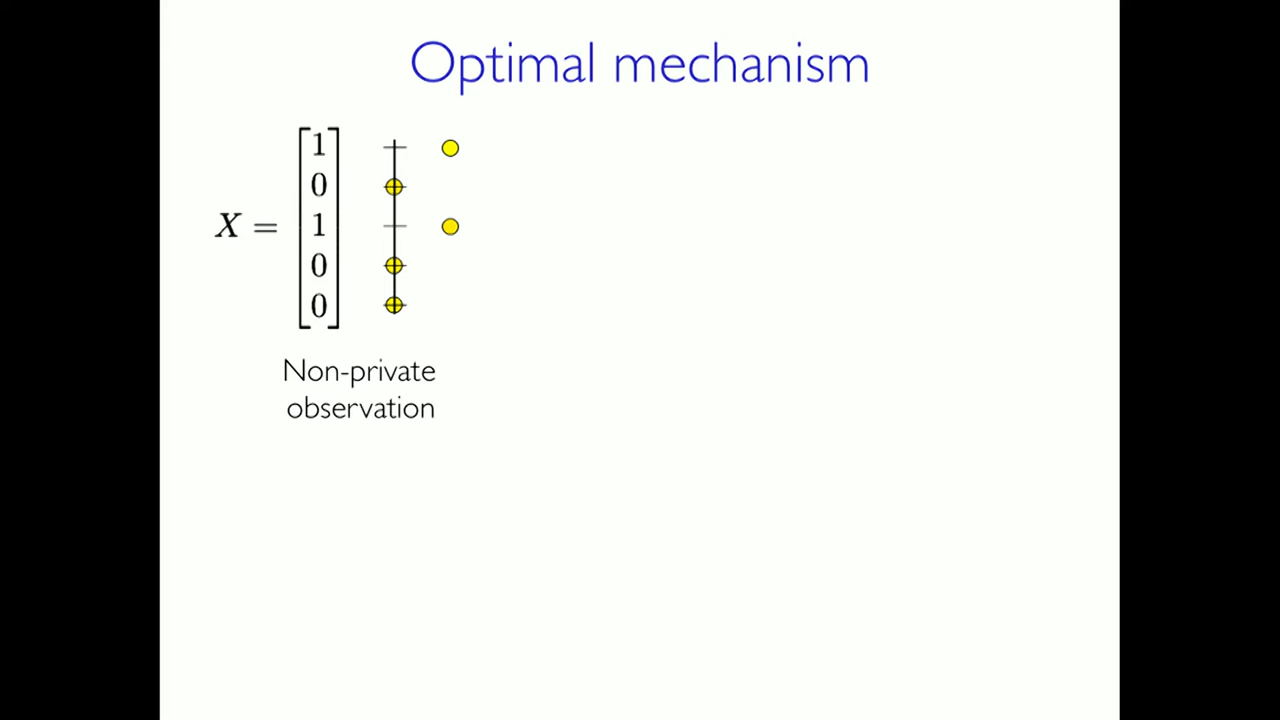 Optimal mechanism
1
0
X = 1
0
0
Non-private
observation